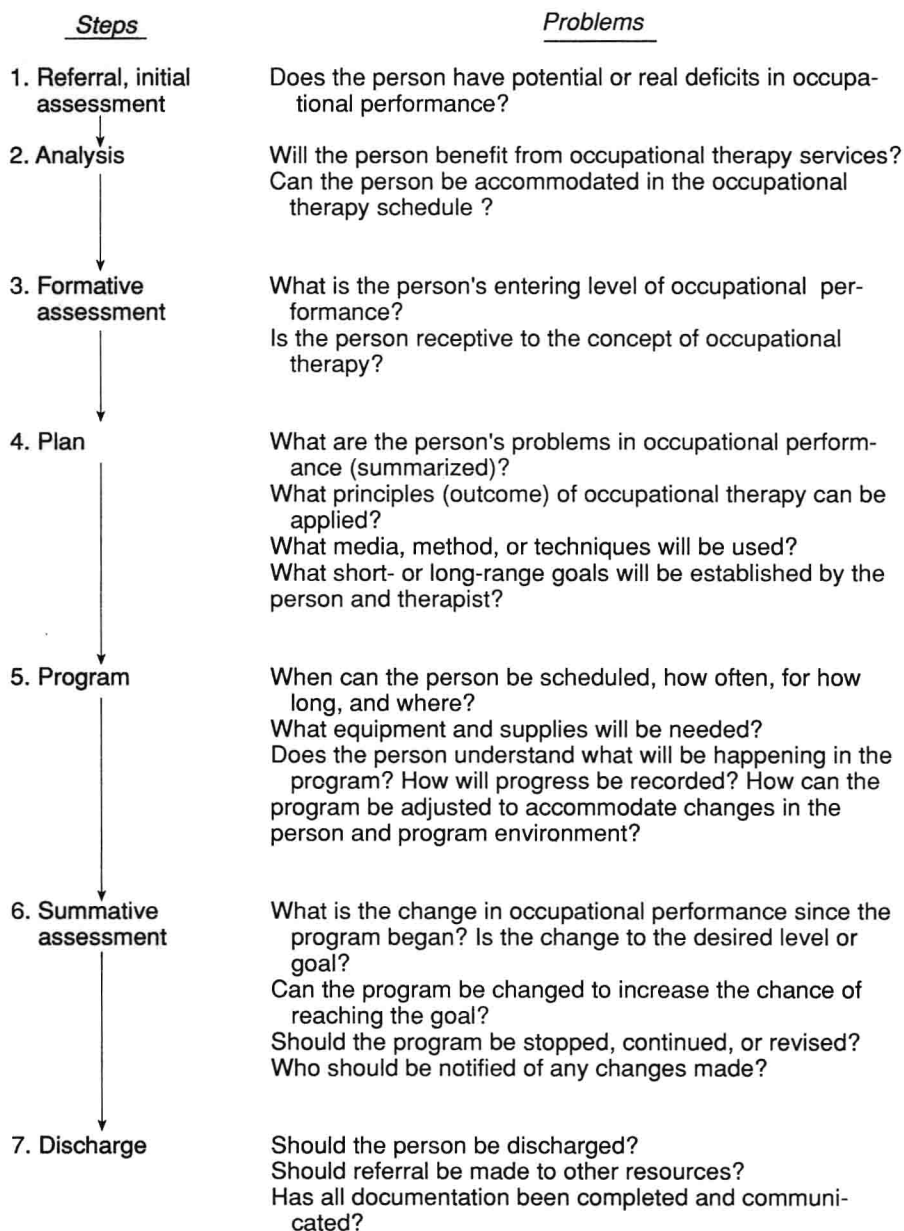 Steps Problems
1. Referral, initial Does the person have potential or real deficits in occupa-
assessment tional performance?
2. Analysis Will the person benefit from occupational therapy services?
Can the person be accommodated in the occupational
therapy schedule ?
3. Formative What is the person's entering level of occupational per-
assessment formance?
Is the person receptive to the concept of occupational
therapy?
4. Plan What are the person's problems in occupational perform-
ance (summarized)?
What principles (outcome) of occupational therapy can be
applied?
What media, method, or techniques will be used?
What short- or long-range goals will be established by the
person and therapist?
5. Program When can the person be scheduled, how often, for how
long, and where?
What equipment and supplies will be needed?
Does the person understand what will be happening in the
program? How will progress be recorded? How can the
program be adjusted to accommodate changes in the
person and program environment?
6. Summative What is the change in occupational performance since the
assessment program began? Is the change to the desired level or
goal?
Can the program be changed to increase the chance of
reaching the goal?
Should the program be stopped, continued, or revised?
Who should be notified of any changes made?
7. Discharge Should the person be discharged?
Should referral be made to other resources?
Has all documentation been completed and communi-
cated?